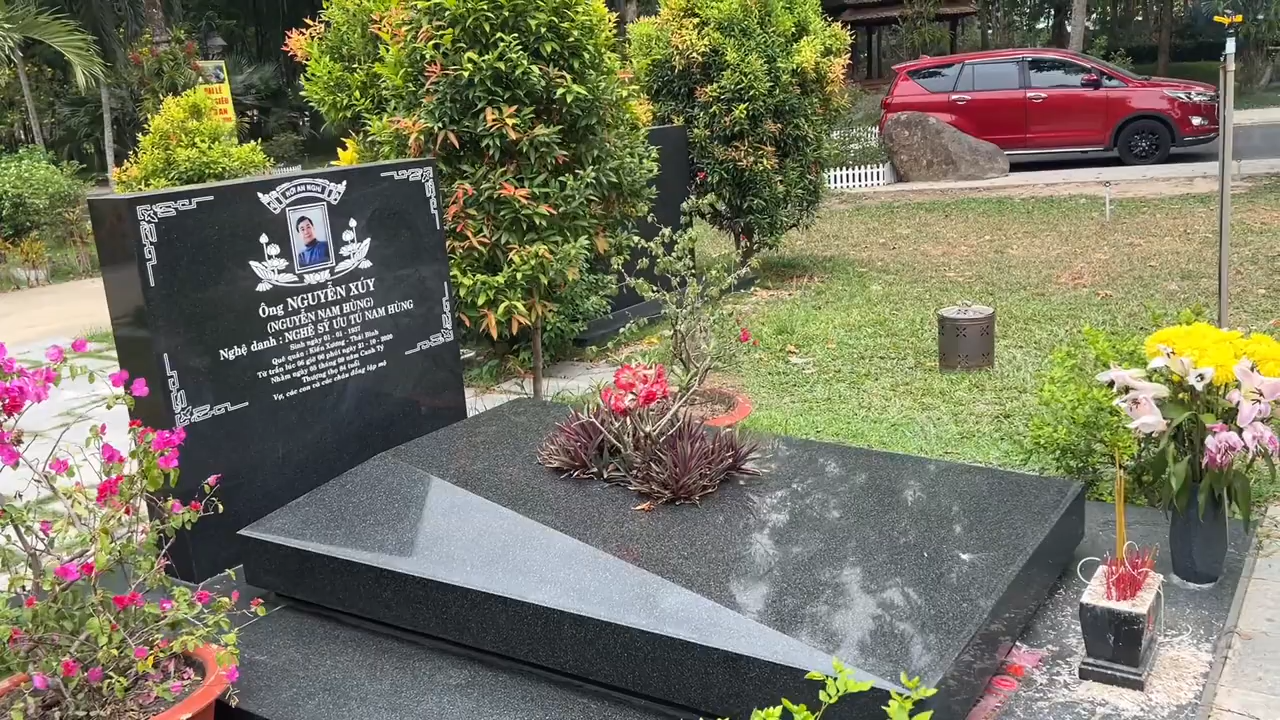 NƠI AN NGHỈ
Ông NGUYỄN XÚY
(NGUYỄN NAM HÙNG)
Nghệ danh : NGHỆ SỸ ƯU TÚ NAM HÙNG
Sinh ngày 01 - 01 - 1937
Quê quán : Kiến Xương - Thái Bình
Từ trần lúc 06 giờ 06 phút ngày 21 - 10 - 2020
Nhằm ngày 05 tháng 09 năm Canh Tý
Thượng thọ 84 tuổi
Vợ, các con và các cháu đồng lập mộ